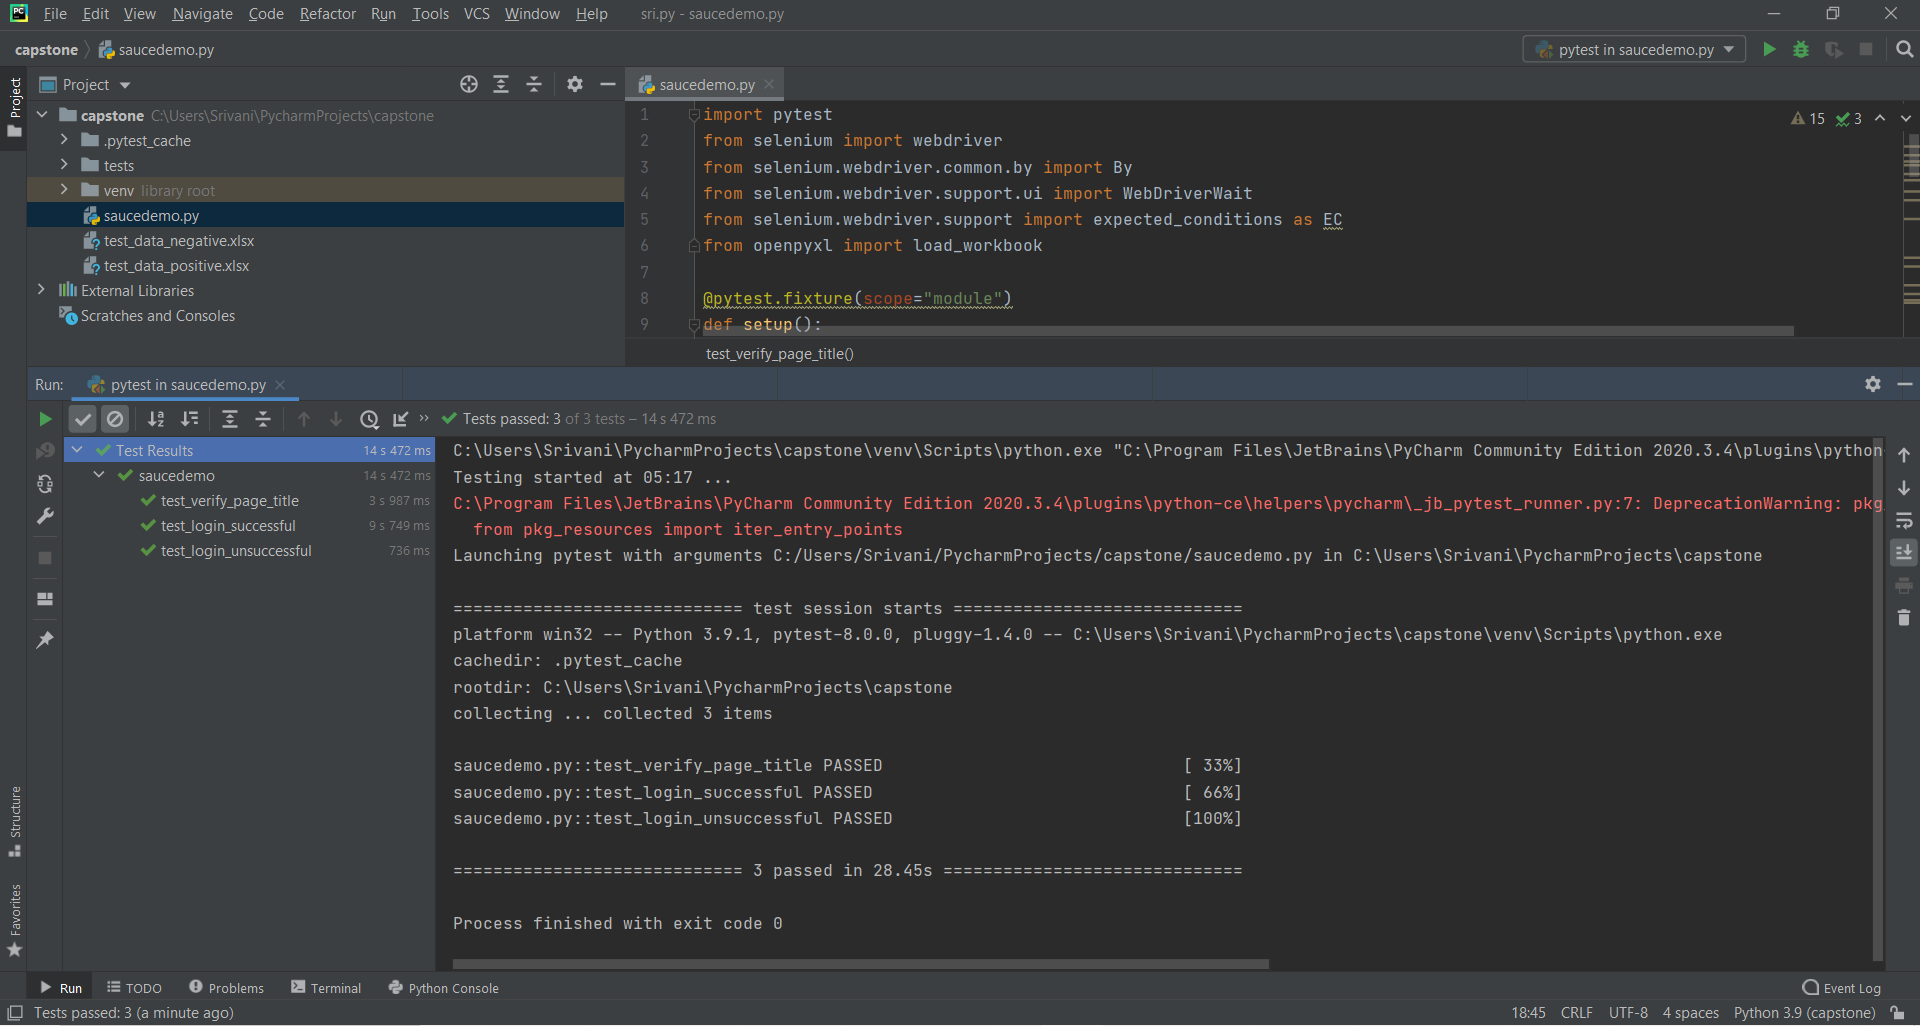 PC File Edit View Navigate Code Refactor Run Tools VCS Window Help sri.py - saucedemo.py
capstone saucedemo.py pytest in saucedemo.py
Project
Project
saucedemo.py
capstone C:\Users\Srivani\PycharmProjects\capstone
.pytest_cache
tests
venv library root
saucedemo.py
test_data_negative.xlsx
test_data_positive.xlsx
External Libraries
Scratches and Consoles
15 3
1 import pytest
2 from selenium import webdriver
3 from selenium.webdriver.common.by import By
4 from selenium.webdriver.support.ui import WebDriverWait
5 from selenium.webdriver.support import expected_conditions as EC
6 from openpyxl import load_workbook
7
8 @pytest.fixture(scope="module")
9 def setup():
test_verify_page_title()
Run: pytest in saucedemo.py
Tests passed: 3 of 3 tests – 14 s 472 ms
Test Results 14 s 472 ms
saucedemo 14 s 472 ms
test_verify_page_title 3 s 987 ms
test_login_successful 9 s 749 ms
test_login_unsuccessful 736 ms
C:\Users\Srivani\PycharmProjects\capstone\venv\Scripts\python.exe "C:\Program Files\JetBrains\PyCharm Community Edition 2020.3.4\plugins\python
Testing started at 05:17 ...
C:\Program Files\JetBrains\PyCharm Community Edition 2020.3.4\plugins\python-ce\helpers\pycharm\_jb_pytest_runner.py:7: DeprecationWarning: pkg_
from pkg_resources import iter_entry_points
Launching pytest with arguments C:/Users/Srivani/PycharmProjects/capstone/saucedemo.py in C:\Users\Srivani\PycharmProjects\capstone
============================= test session starts =============================
platform win32 -- Python 3.9.1, pytest-8.0.0, pluggy-1.4.0 -- C:\Users\Srivani\PycharmProjects\capstone\venv\Scripts\python.exe
cachedir: .pytest_cache
rootdir: C:\Users\Srivani\PycharmProjects\capstone
collecting ... collected 3 items
saucedemo.py::test_verify_page_title PASSED [ 33%]
saucedemo.py::test_login_successful PASSED [ 66%]
saucedemo.py::test_login_unsuccessful PASSED [100%]
============================= 3 passed in 28.45s ==============================
Process finished with exit code 0
Structure
Favorites
Run TODO Problems Terminal Python Console Event Log
Tests passed: 3 (a minute ago) 18:45 CRLF UTF-8 4 spaces Python 3.9 (capstone)